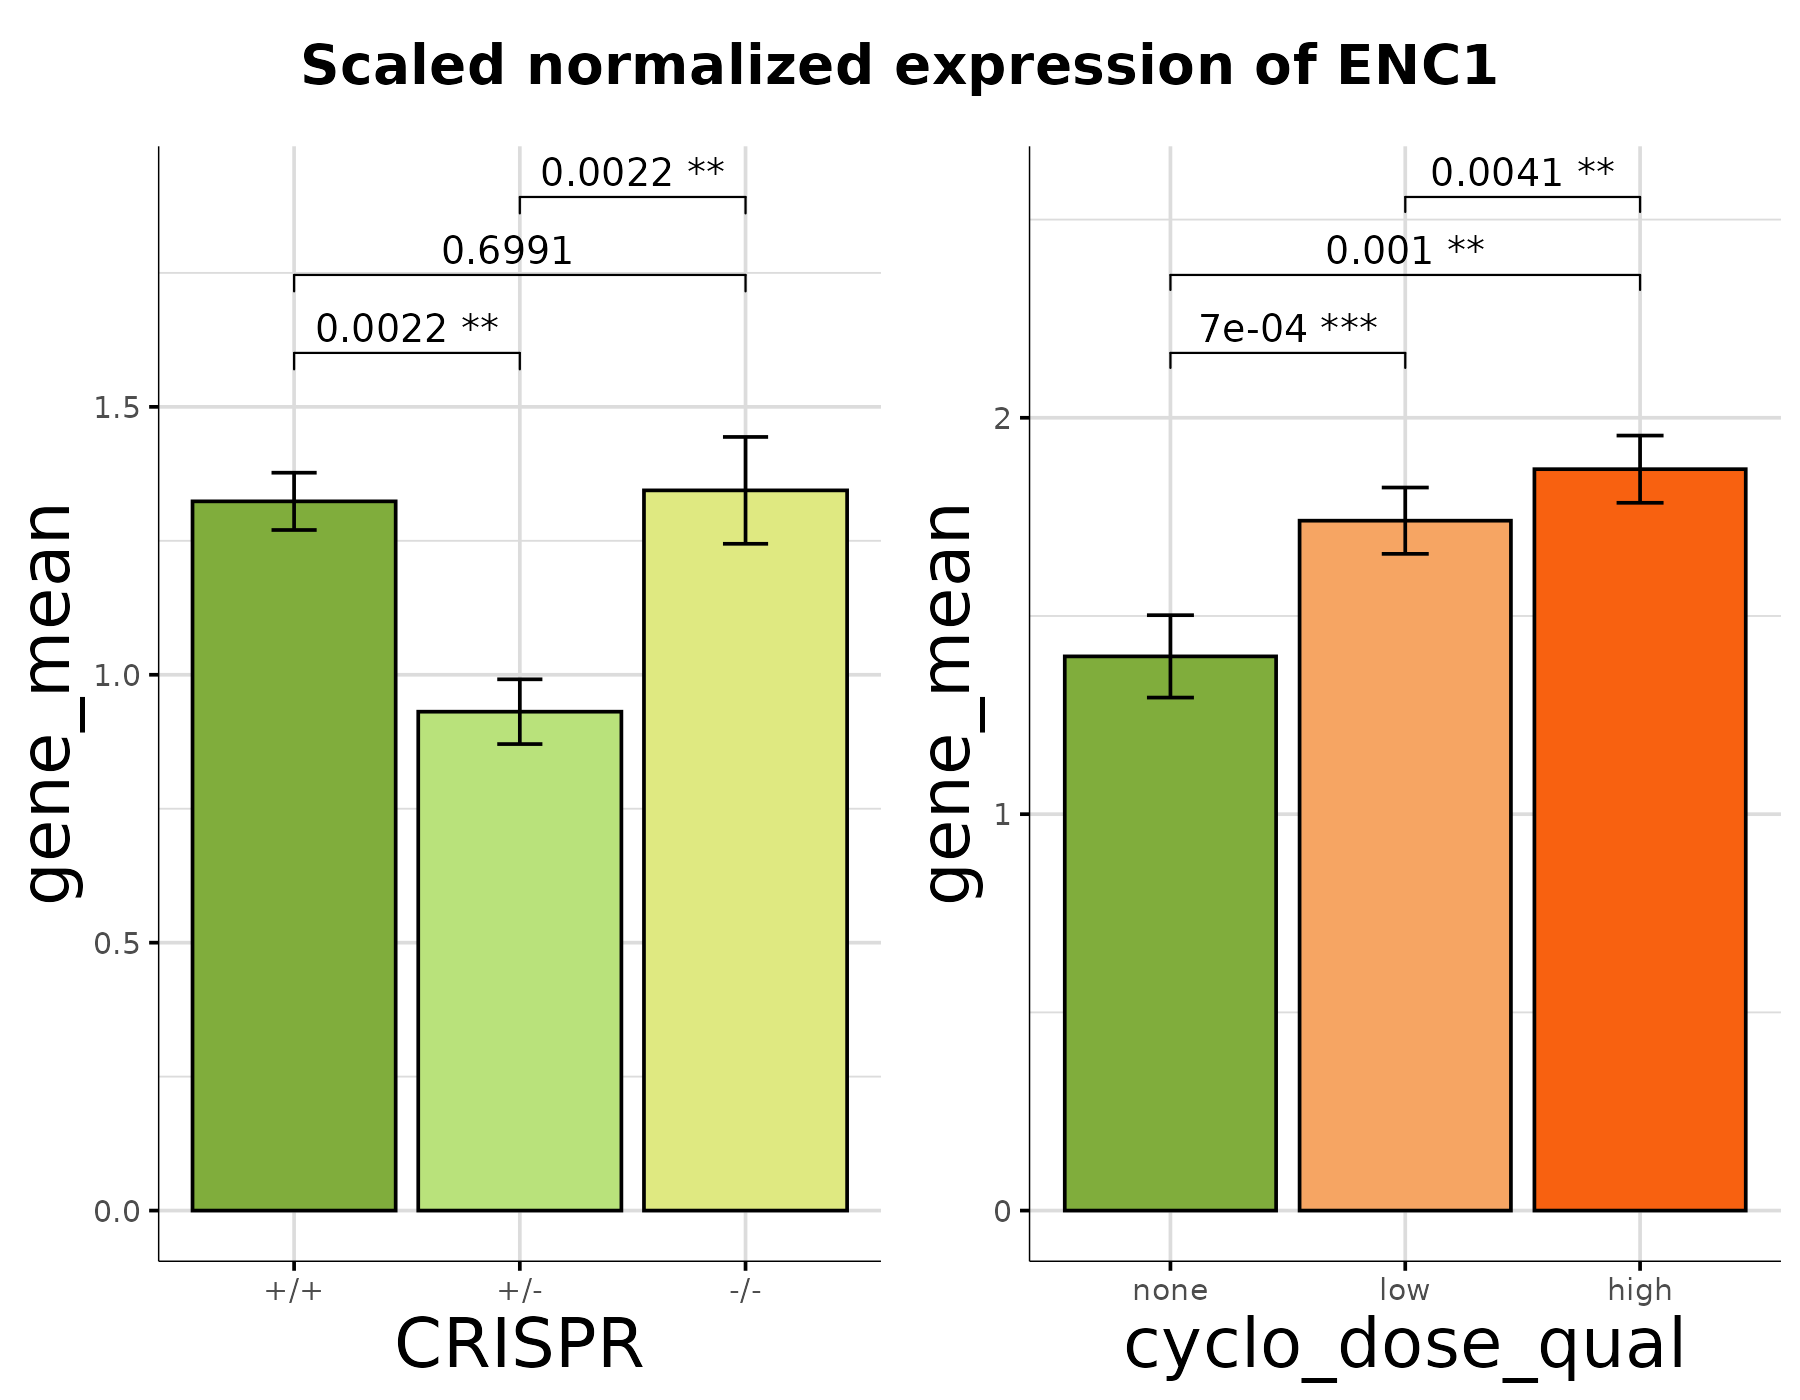 Scaled normalized expression of ENC1
gene_mean
0.0022 **
0.6991
0.0022 **
1.5
1.0
0.5
0.0
+/+ +/- -/-
CRISPR
gene_mean
0.0041 **
0.001 **
7e-04 ***
2
1
0
none low high
cyclo_dose_qual